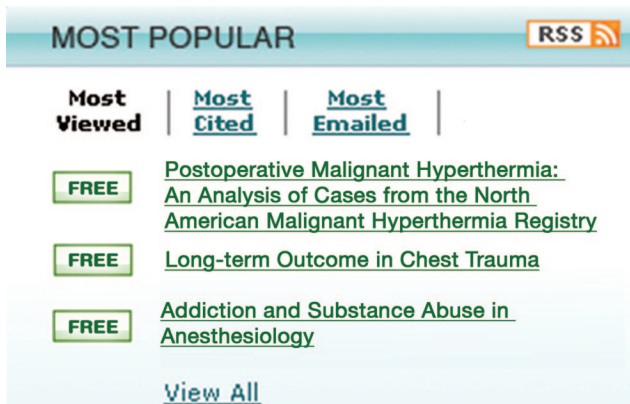 MOST POPULAR RSS
Most Viewed | Most Cited | Most Emailed |
FREE Postoperative Malignant Hyperthermia:
An Analysis of Cases from the North
American Malignant Hyperthermia Registry
FREE Long-term Outcome in Chest Trauma
FREE Addiction and Substance Abuse in
Anesthesiology
View All